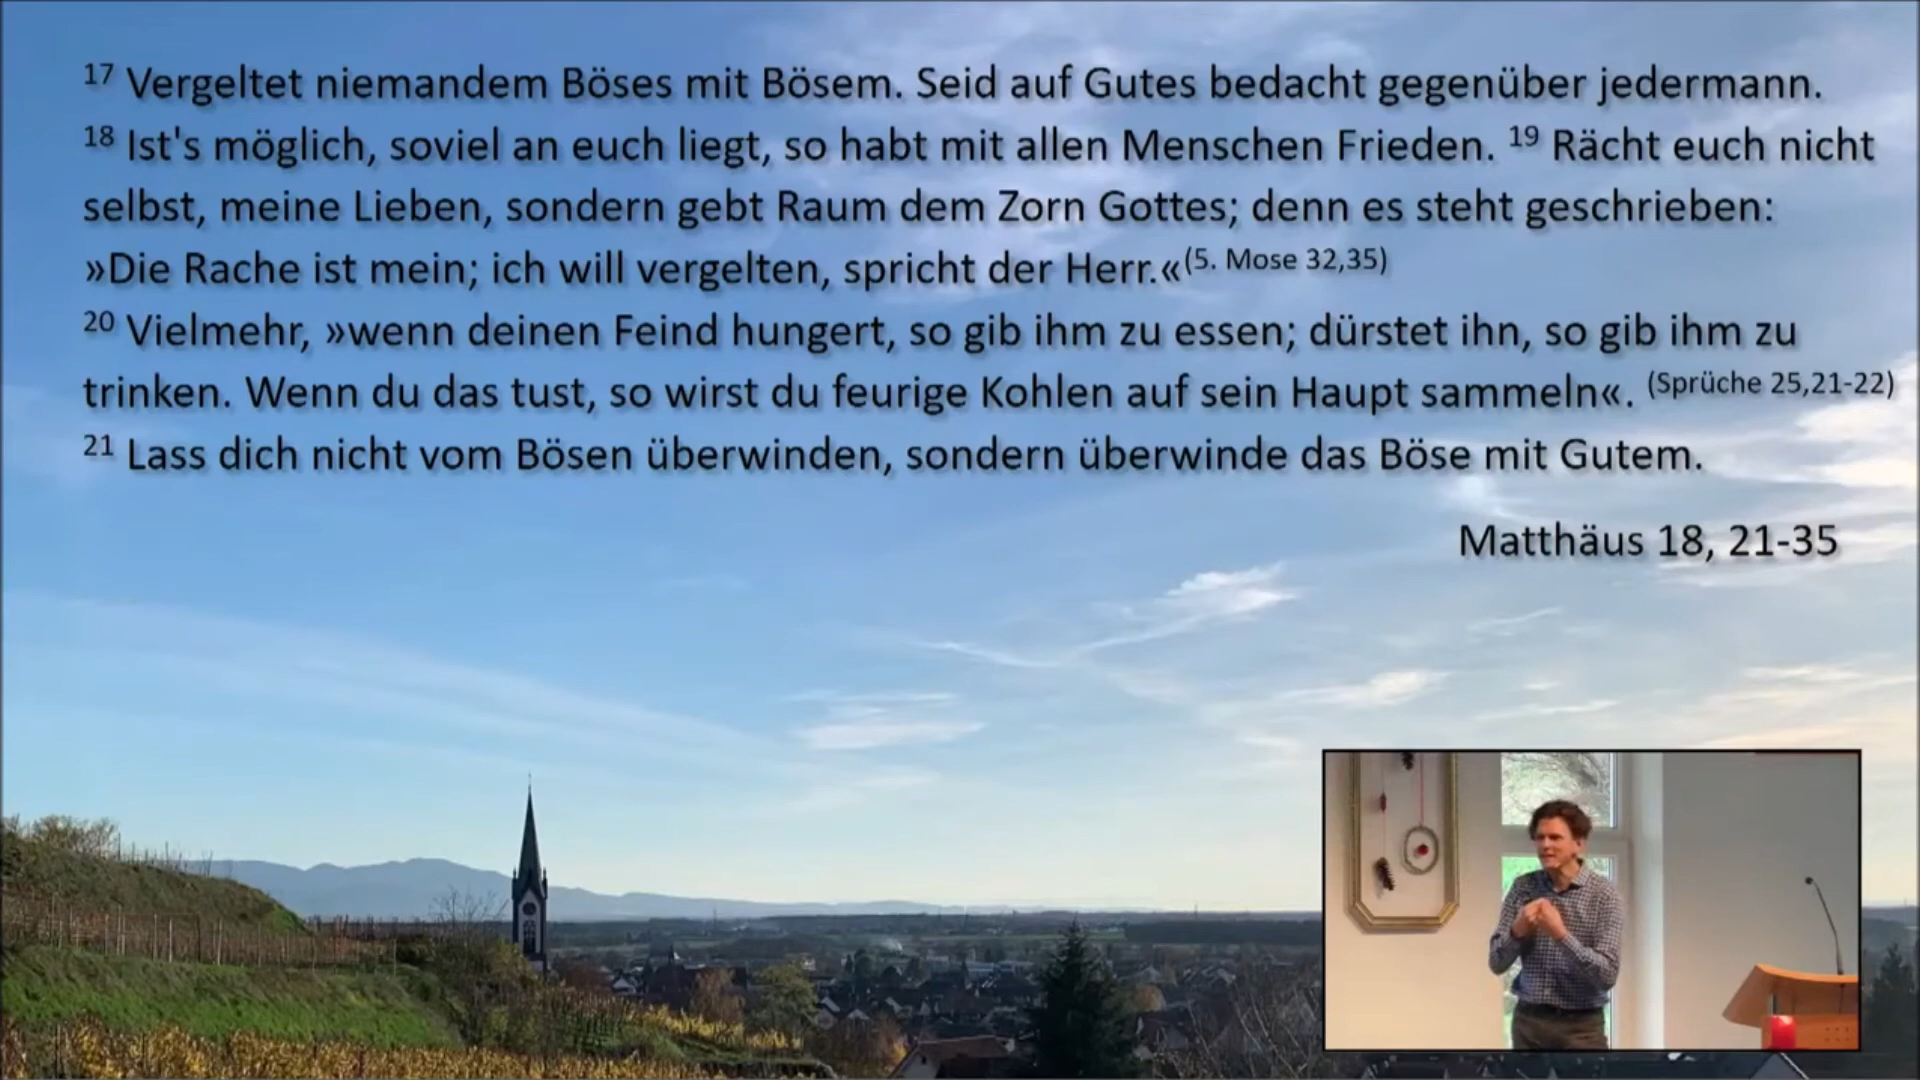 17 Vergeltet niemandem Böses mit Bösem. Seid auf Gutes bedacht gegenüber jedermann.
18 Ist's möglich, soviel an euch liegt, so habt mit allen Menschen Frieden. 19 Rächt euch nicht
selbst, meine Lieben, sondern gebt Raum dem Zorn Gottes; denn es steht geschrieben:
»Die Rache ist mein; ich will vergelten, spricht der Herr.«(5. Mose 32,35)
20 Vielmehr, »wenn deinen Feind hungert, so gib ihm zu essen; dürstet ihn, so gib ihm zu
trinken. Wenn du das tust, so wirst du feurige Kohlen auf sein Haupt sammeln«. (Sprüche 25,21-22)
21 Lass dich nicht vom Bösen überwinden, sondern überwinde das Böse mit Gutem.
Matthäus 18, 21-35